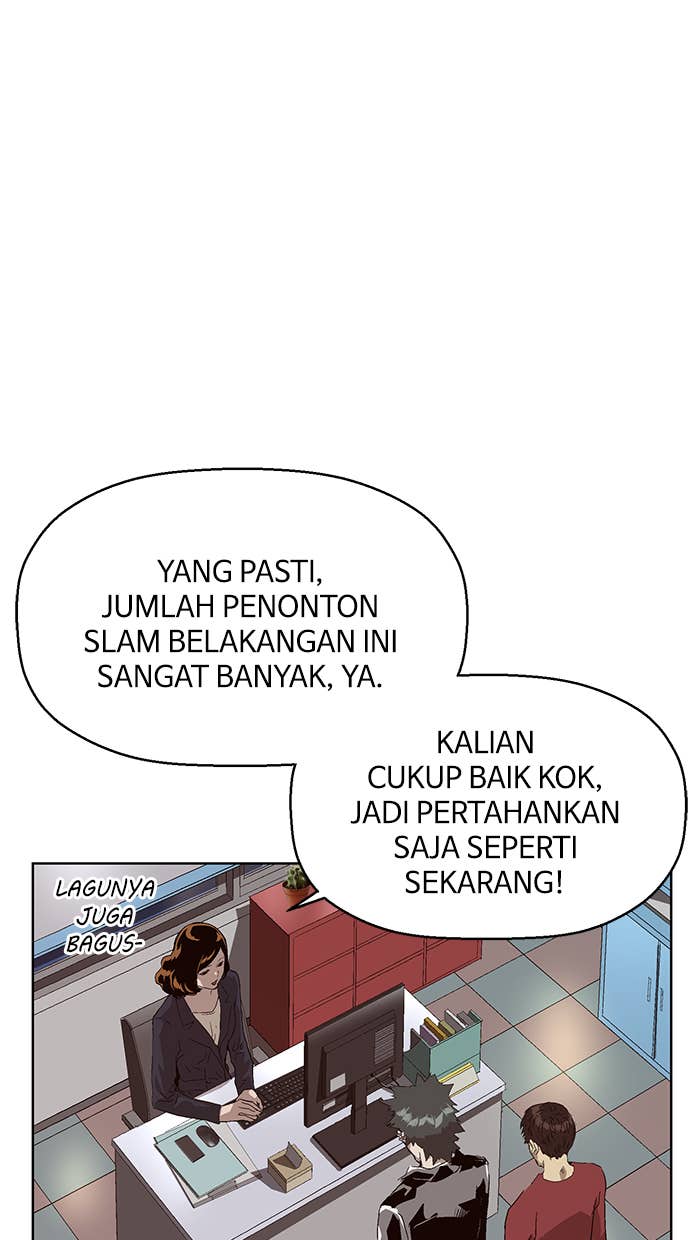 YANG PASTI,
JUMLAH PENONTON
SLAM BELAKANGAN INI
SANGAT BANYAK, YA.
KALIAN
CUKUP BAIK KOK,
JADI PERTAHANKAN
SAJA SEPERTI
SEKARANG!
LAGUNYA
JUGA
BAGUS-